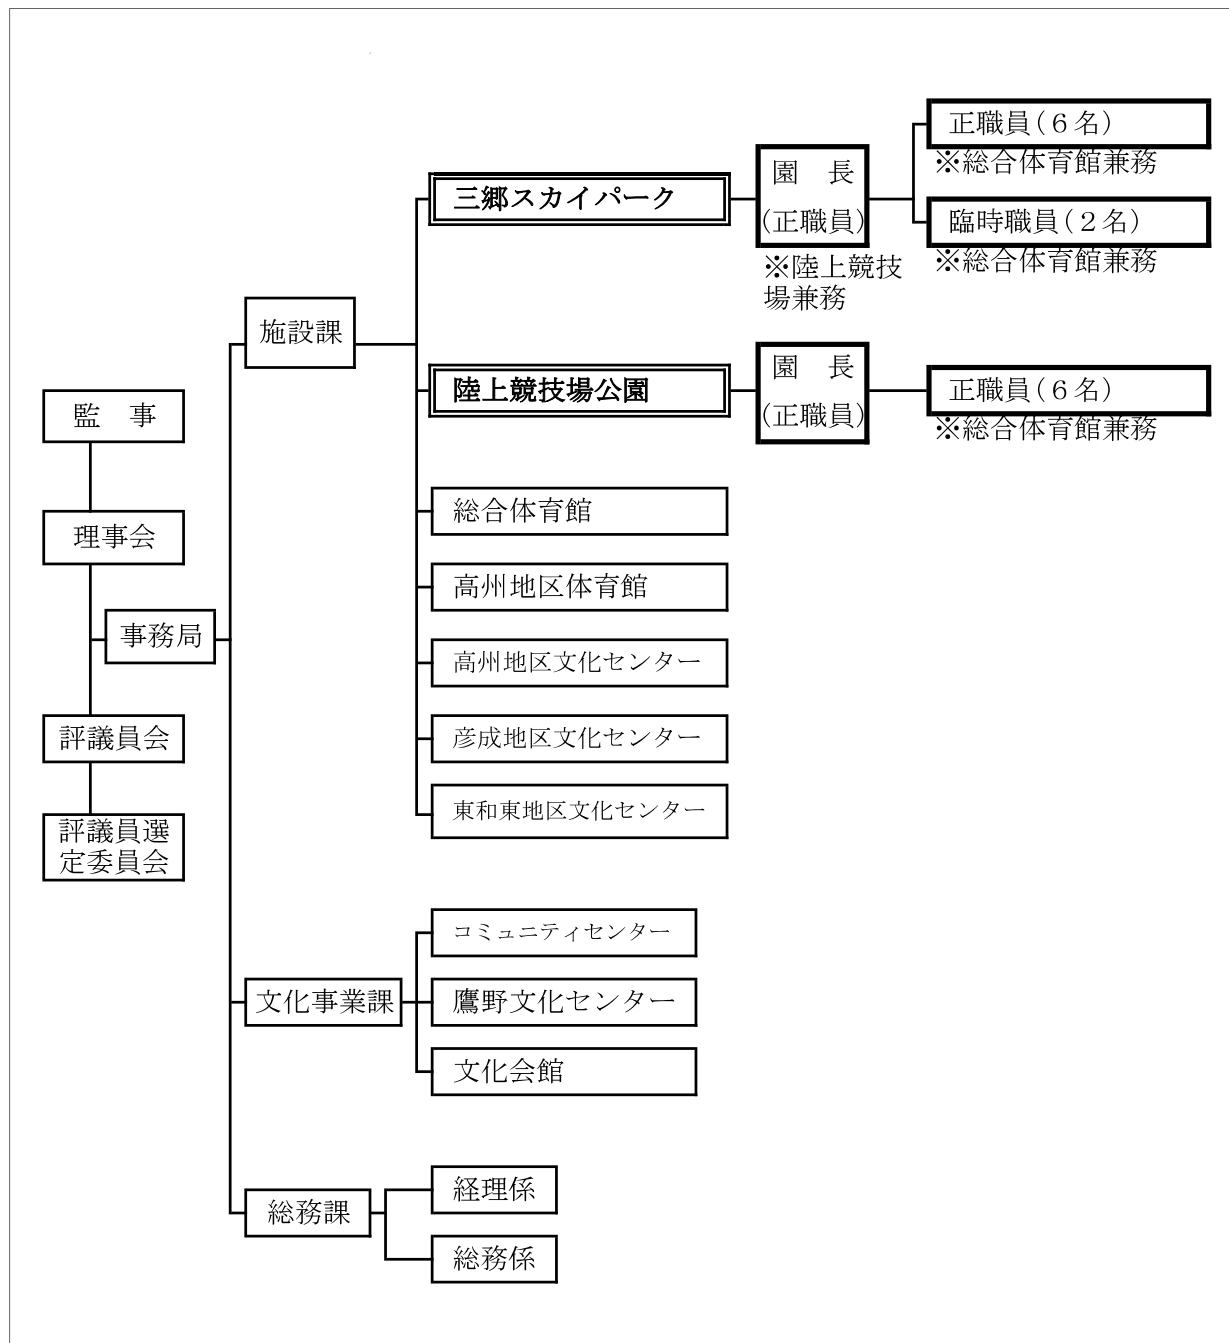 監　事
理事会
事務局
評議員会
評議員選
定委員会
施設課
三郷スカイパーク
園　長
(正職員)
※陸上競技
場兼務
正職員(６名)
※総合体育館兼務
臨時職員(２名)
※総合体育館兼務
陸上競技場公園
園　長
(正職員)
正職員(６名)
※総合体育館兼務
総合体育館
高州地区体育館
高州地区文化センター
彦成地区文化センター
東和東地区文化センター
文化事業課
コミュニティセンター
鷹野文化センター
文化会館
総務課
経理係
総務係